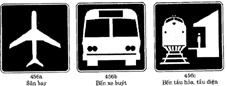 456a
Sân bay
456b
Bến xe buýt
456c
Bến tàu hỏa, tàu điện